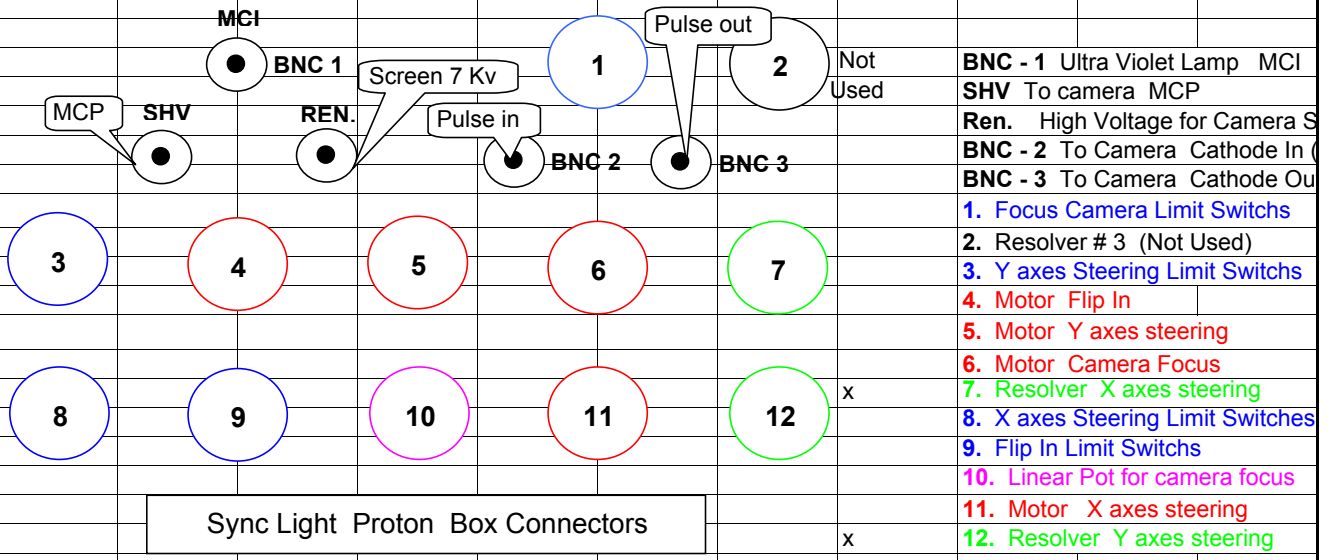 MCI
BNC 1
Screen 7 Kv
MCP
SHV
REN.
Pulse in
BNC 2
Pulse out
BNC 3
1
2
Not
Used
3
4
5
6
7
8
9
10
11
12
x
x
Sync Light Proton Box Connectors
BNC - 1 Ultra Violet Lamp MCI
SHV To camera MCP
Ren. High Voltage for Camera S
BNC - 2 To Camera Cathode In (
BNC - 3 To Camera Cathode Ou
1. Focus Camera Limit Switchs
2. Resolver # 3 (Not Used)
3. Y axes Steering Limit Switchs
4. Motor Flip In
5. Motor Y axes steering
6. Motor Camera Focus
7. Resolver X axes steering
8. X axes Steering Limit Switches
9. Flip In Limit Switchs
10. Linear Pot for camera focus
11. Motor X axes steering
12. Resolver Y axes steering